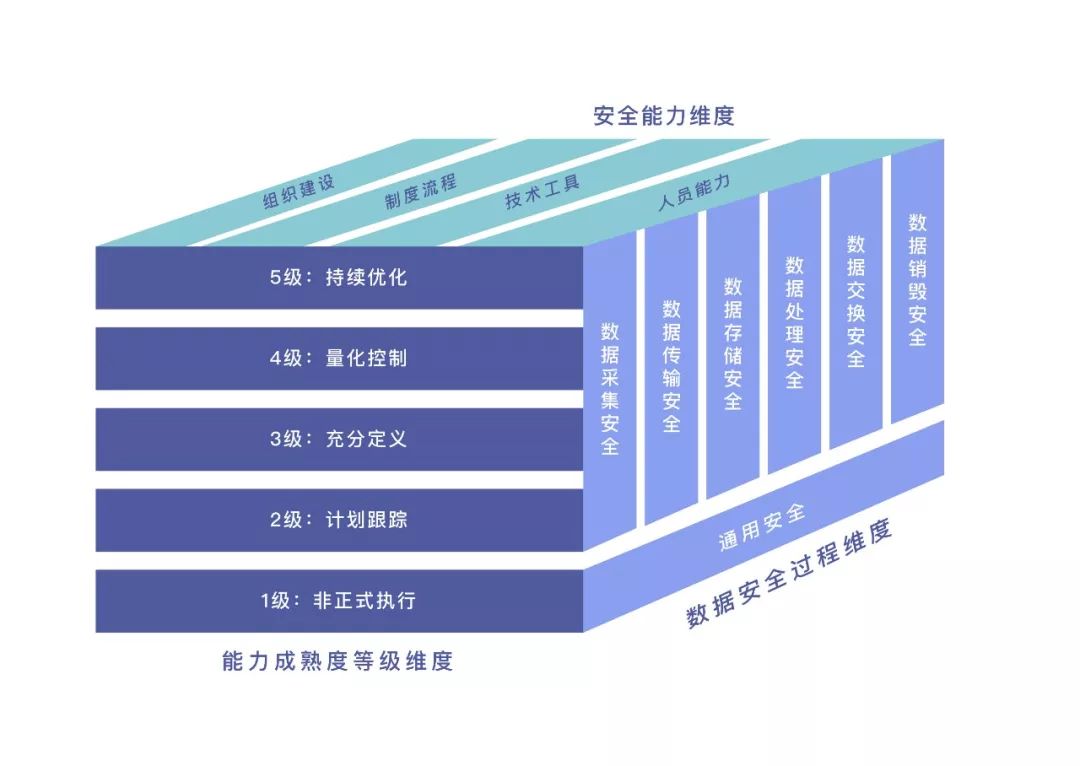 安全能力维度
组织建设
制度流程
技术工具
人员能力
5级：持续优化
4级：量化控制
3级：充分定义
2级：计划跟踪
1级：非正式执行
能力成熟度等级维度
数据采集安全
数据传输安全
数据存储安全
数据处理安全
数据交换安全
数据销毁安全
通用安全
数据安全过程维度